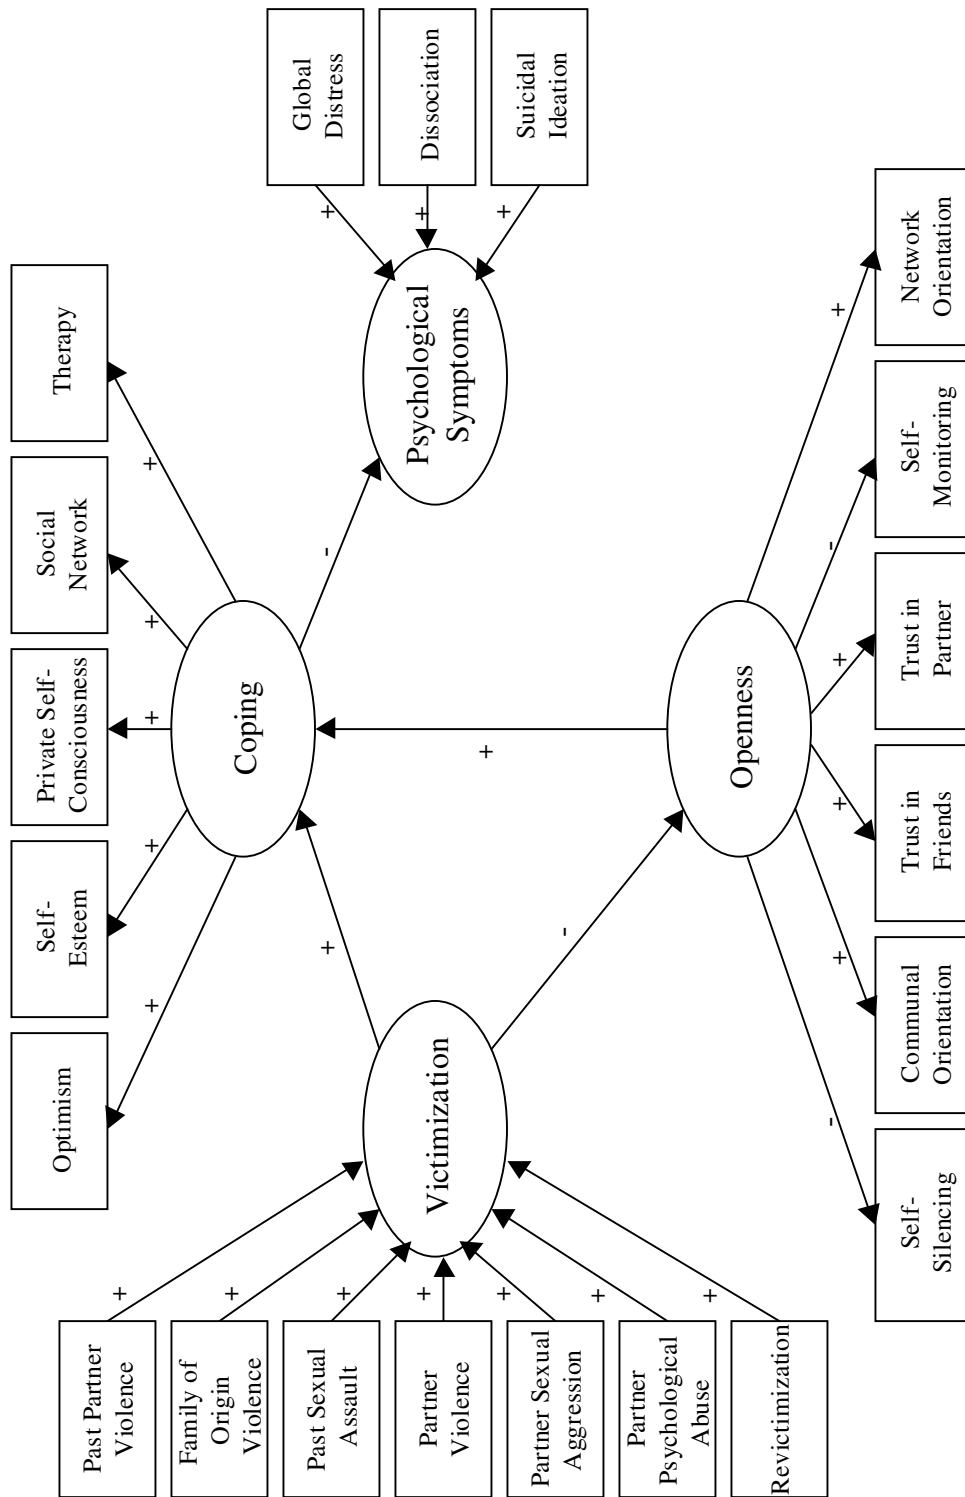 Past Partner
Violence
Family of
Origin
Violence
Past Sexual
Assault
Partner
Violence
Partner Sexual
Aggression
Partner
Psychological
Abuse
Revictimization
+
+
+
+
+
+
+
Victimization
+
-
Optimism
Self-
Esteem
Private Self-
Consciousness
Social
Network
Therapy
+
+
+
+
+
Coping
+
-
Openness
-
+
+
+
-
+
Self-
Silencing
Communal
Orientation
Trust in
Friends
Trust in
Partner
Self-
Monitoring
Network
Orientation
Psychological
Symptoms
+
+
+
Global
Distress
Dissociation
Suicidal
Ideation